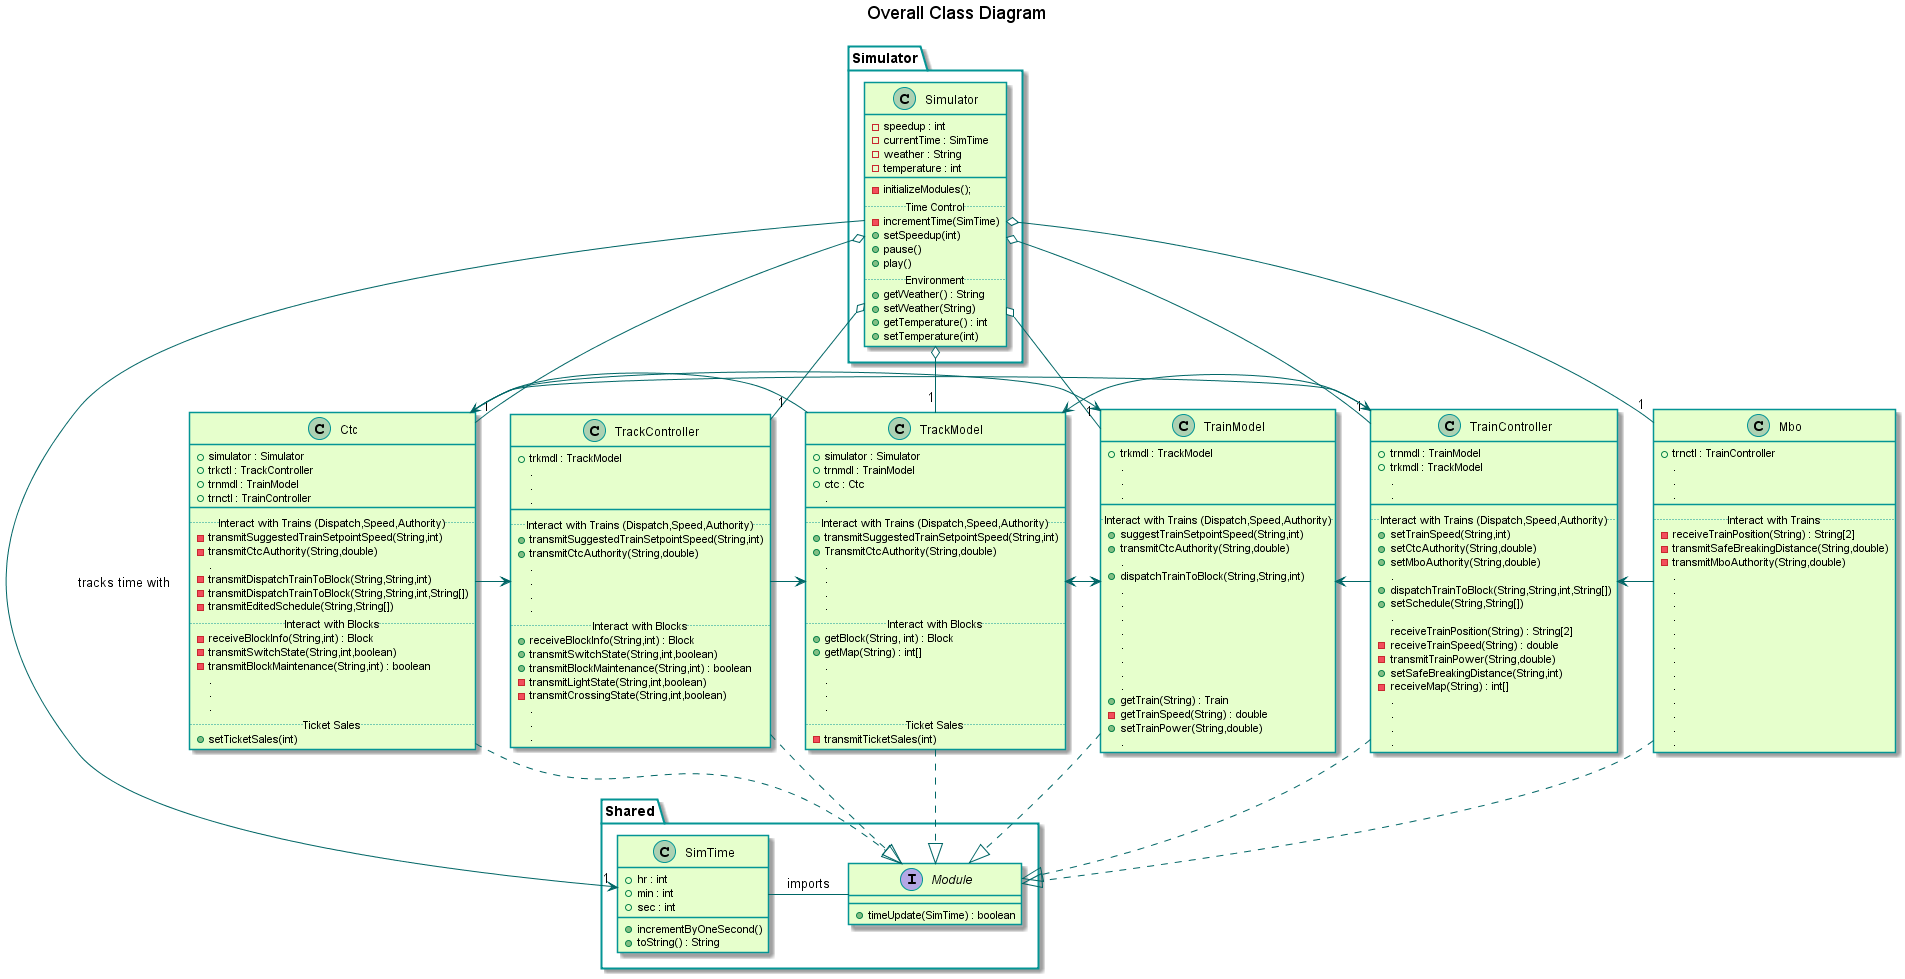 Overall Class Diagram
Simulator
C Simulator
speedup : int
currentTime : SimTime
weather : String
temperature : int
initializeModules();
Time Control
incrementTime(SimTime)
setSpeedup(int)
pause()
play()
Environment
getWeather() : String
setWeather(String)
getTemperature() : int
setTemperature(int)
1
1
1
1
1
1
C Ctc
simulator : Simulator
trkctl : TrackController
trnmdl : TrainModel
trnctl : TrainController
Interact with Trains (Dispatch,Speed,Authority)
transmitSuggestedTrainSetpointSpeed(String,int)
transmitCtcAuthority(String,double)
.
transmitDispatchTrainToBlock(String,String,int)
transmitDispatchTrainToBlock(String,String,int,String[])
transmitEditedSchedule(String,String[])
Interact with Blocks
receiveBlockInfo(String,int) : Block
transmitSwitchState(String,int,boolean)
transmitBlockMaintenance(String,int) : boolean
.
.
.
Ticket Sales
setTicketSales(int)
C TrackController
trkmdl : TrackModel
.
.
.
Interact with Trains (Dispatch,Speed,Authority)
transmitSuggestedTrainSetpointSpeed(String,int)
transmitCtcAuthority(String,double)
.
.
.
.
Interact with Blocks
receiveBlockInfo(String,int) : Block
transmitSwitchState(String,int,boolean)
transmitBlockMaintenance(String,int) : boolean
transmitLightState(String,int,boolean)
transmitCrossingState(String,int,boolean)
.
.
.
C TrackModel
simulator : Simulator
trnmdl : TrainModel
ctc : Ctc
.
Interact with Trains (Dispatch,Speed,Authority)
transmitSuggestedTrainSetpointSpeed(String,int)
TransmitCtcAuthority(String,double)
.
.
.
.
Interact with Blocks
getBlock(String, int) : Block
getMap(String) : int[]
.
.
.
.
Ticket Sales
transmitTicketSales(int)
C TrainModel
trkmdl : TrackModel
.
.
.
Interact with Trains (Dispatch,Speed,Authority)
suggestTrainSetpointSpeed(String,int)
transmitCtcAuthority(String,double)
.
dispatchTrainToBlock(String,String,int)
.
.
.
.
.
.
.
.
getTrain(String) : Train
getTrainSpeed(String) : double
setTrainPower(String,double)
.
C TrainController
trnmdl : TrainModel
trkmdl : TrackModel
.
.
Interact with Trains (Dispatch,Speed,Authority)
setTrainSpeed(String,int)
setCtcAuthority(String,double)
setMboAuthority(String,double)
.
dispatchTrainToBlock(String,String,int,String[])
setSchedule(String,String[])
.
receiveTrainPosition(String) : String[2]
receiveTrainSpeed(String) : double
transmitTrainPower(String,double)
setSafeBreakingDistance(String,int)
receiveMap(String) : int[]
.
.
.
.
C Mbo
trnctl : TrainController
.
.
.
Interact with Trains
receiveTrainPosition(String) : String[2]
transmitSafeBreakingDistance(String,double)
transmitMboAuthority(String,double)
.
.
.
.
.
.
.
.
.
.
.
.
.
tracks time with
Shared
1
C SimTime
hr : int
min : int
sec : int
incrementByOneSecond()
toString() : String
imports
I Module
timeUpdate(SimTime) : boolean